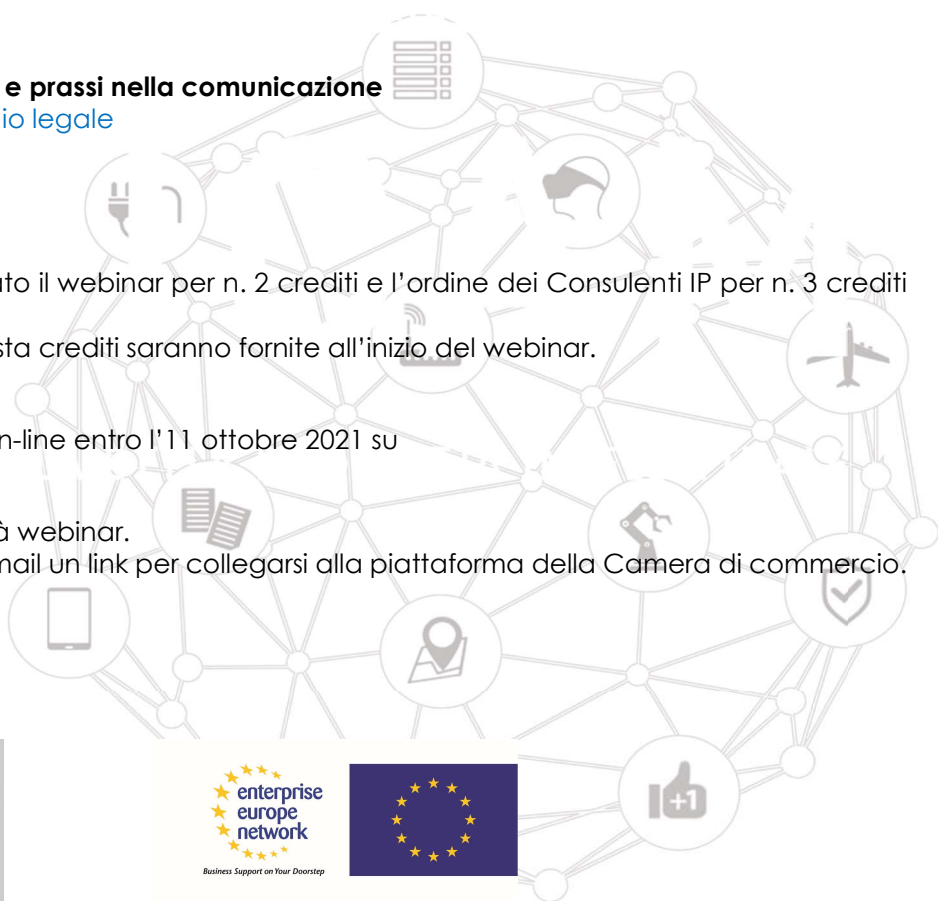 e prassi nella comunicazione
io legale
to il webinar per n. 2 crediti e l’ordine dei Consulenti IP per n. 3 crediti
sta crediti saranno fornite all’inizio del webinar.
n-line entro l’11 ottobre 2021 su
à webinar.
mail un link per collegarsi alla piattaforma della Camera di commercio.
+1
enterprise
europe
network
Business Support on Your Doorstep